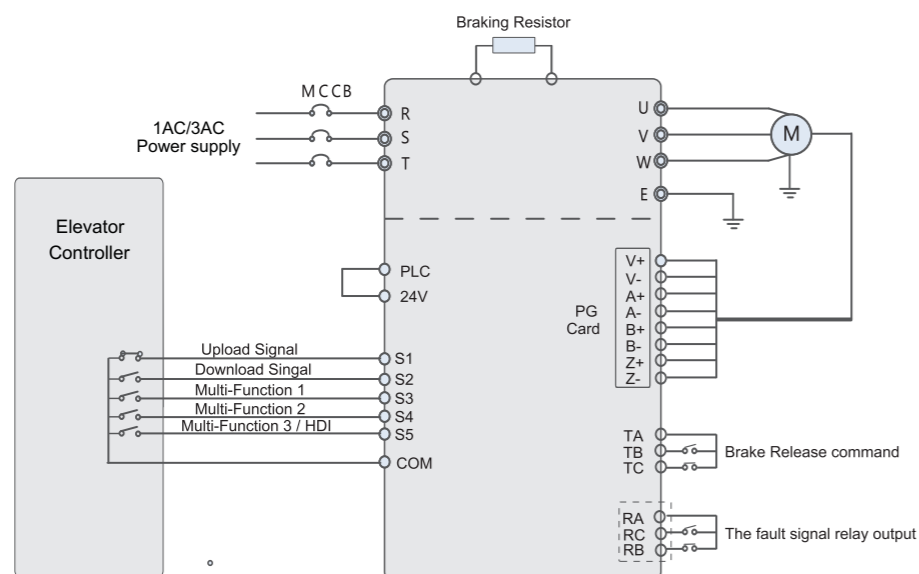 Braking Resistor
MCCB
1AC/3AC
Power supply
R
S
T
U
V
W
E
M
Elevator
Controller
PLC
24V
PG
Card
V+
V-
A+
A-
B+
B-
Z+
Z-
Upload Signal
S1
Download Singal
S2
Multi-Function 1
S3
Multi-Function 2
S4
Multi-Function 3 / HDI
S5
COM
TA
TB
TC
Brake Release command
RA
RC
RB
The fault signal relay output